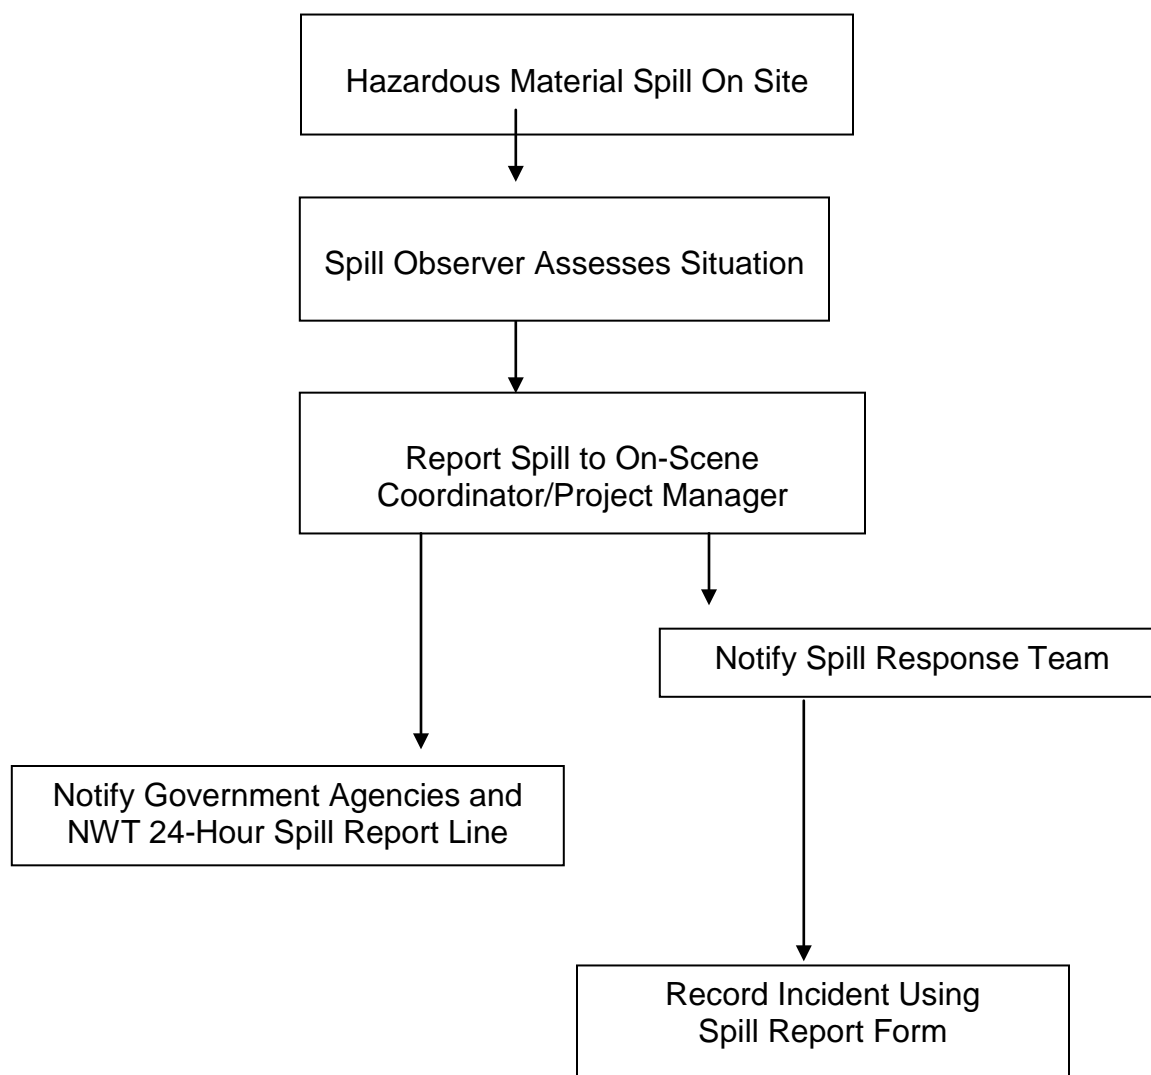 Hazardous Material Spill On Site
Spill Observer Assesses Situation
Report Spill to On-Scene
Coordinator/Project Manager
Notify Spill Response Team
Notify Government Agencies and
NWT 24-Hour Spill Report Line
Record Incident Using
Spill Report Form